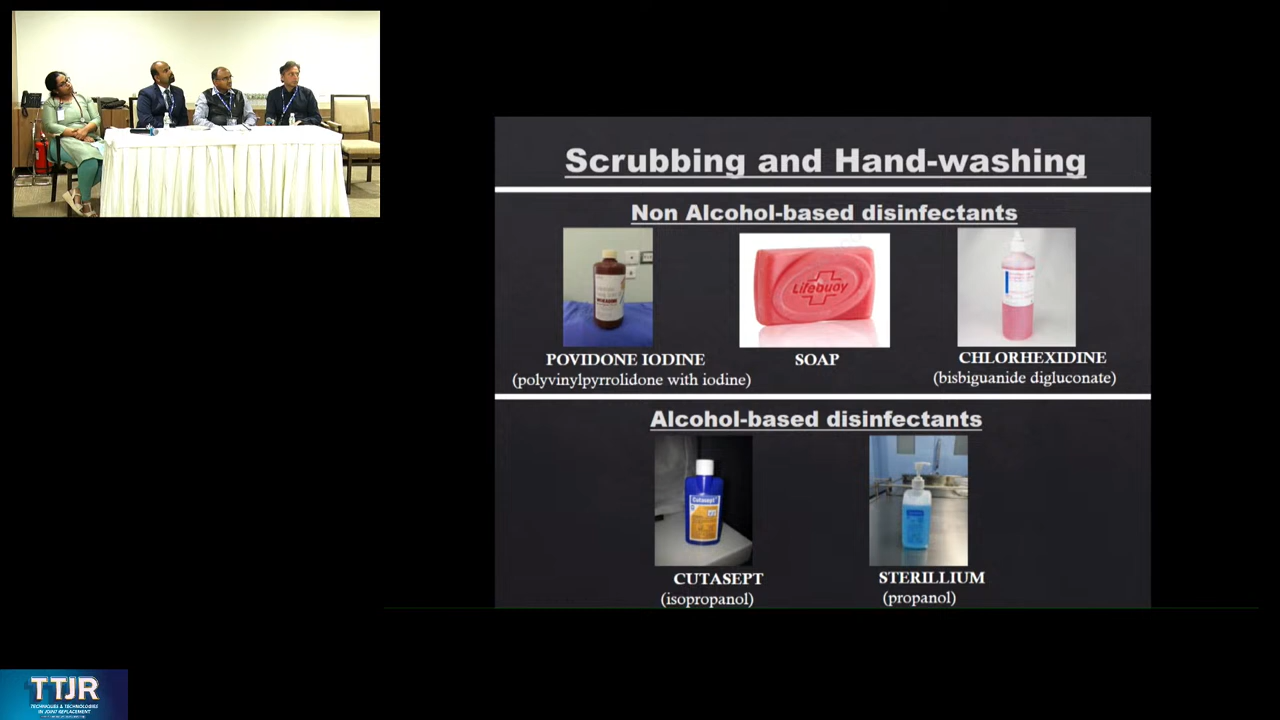 Scrubbing and Hand-washing
Non Alcohol-based disinfectants
Lifebuoy
POVIDONE IODINE
SOAP
CHLORHEXIDINE
(polyvinylpyrrolidone with iodine)
(bisbiguanide digluconate)
Alcohol-based disinfectants
Cutasept
CUTASEPT
STERILLIUM
(isopropanol)
(propanol)
TTJR
TECHNIQUES & TECHNOLOGIES
IN JOINT REPLACEMENT